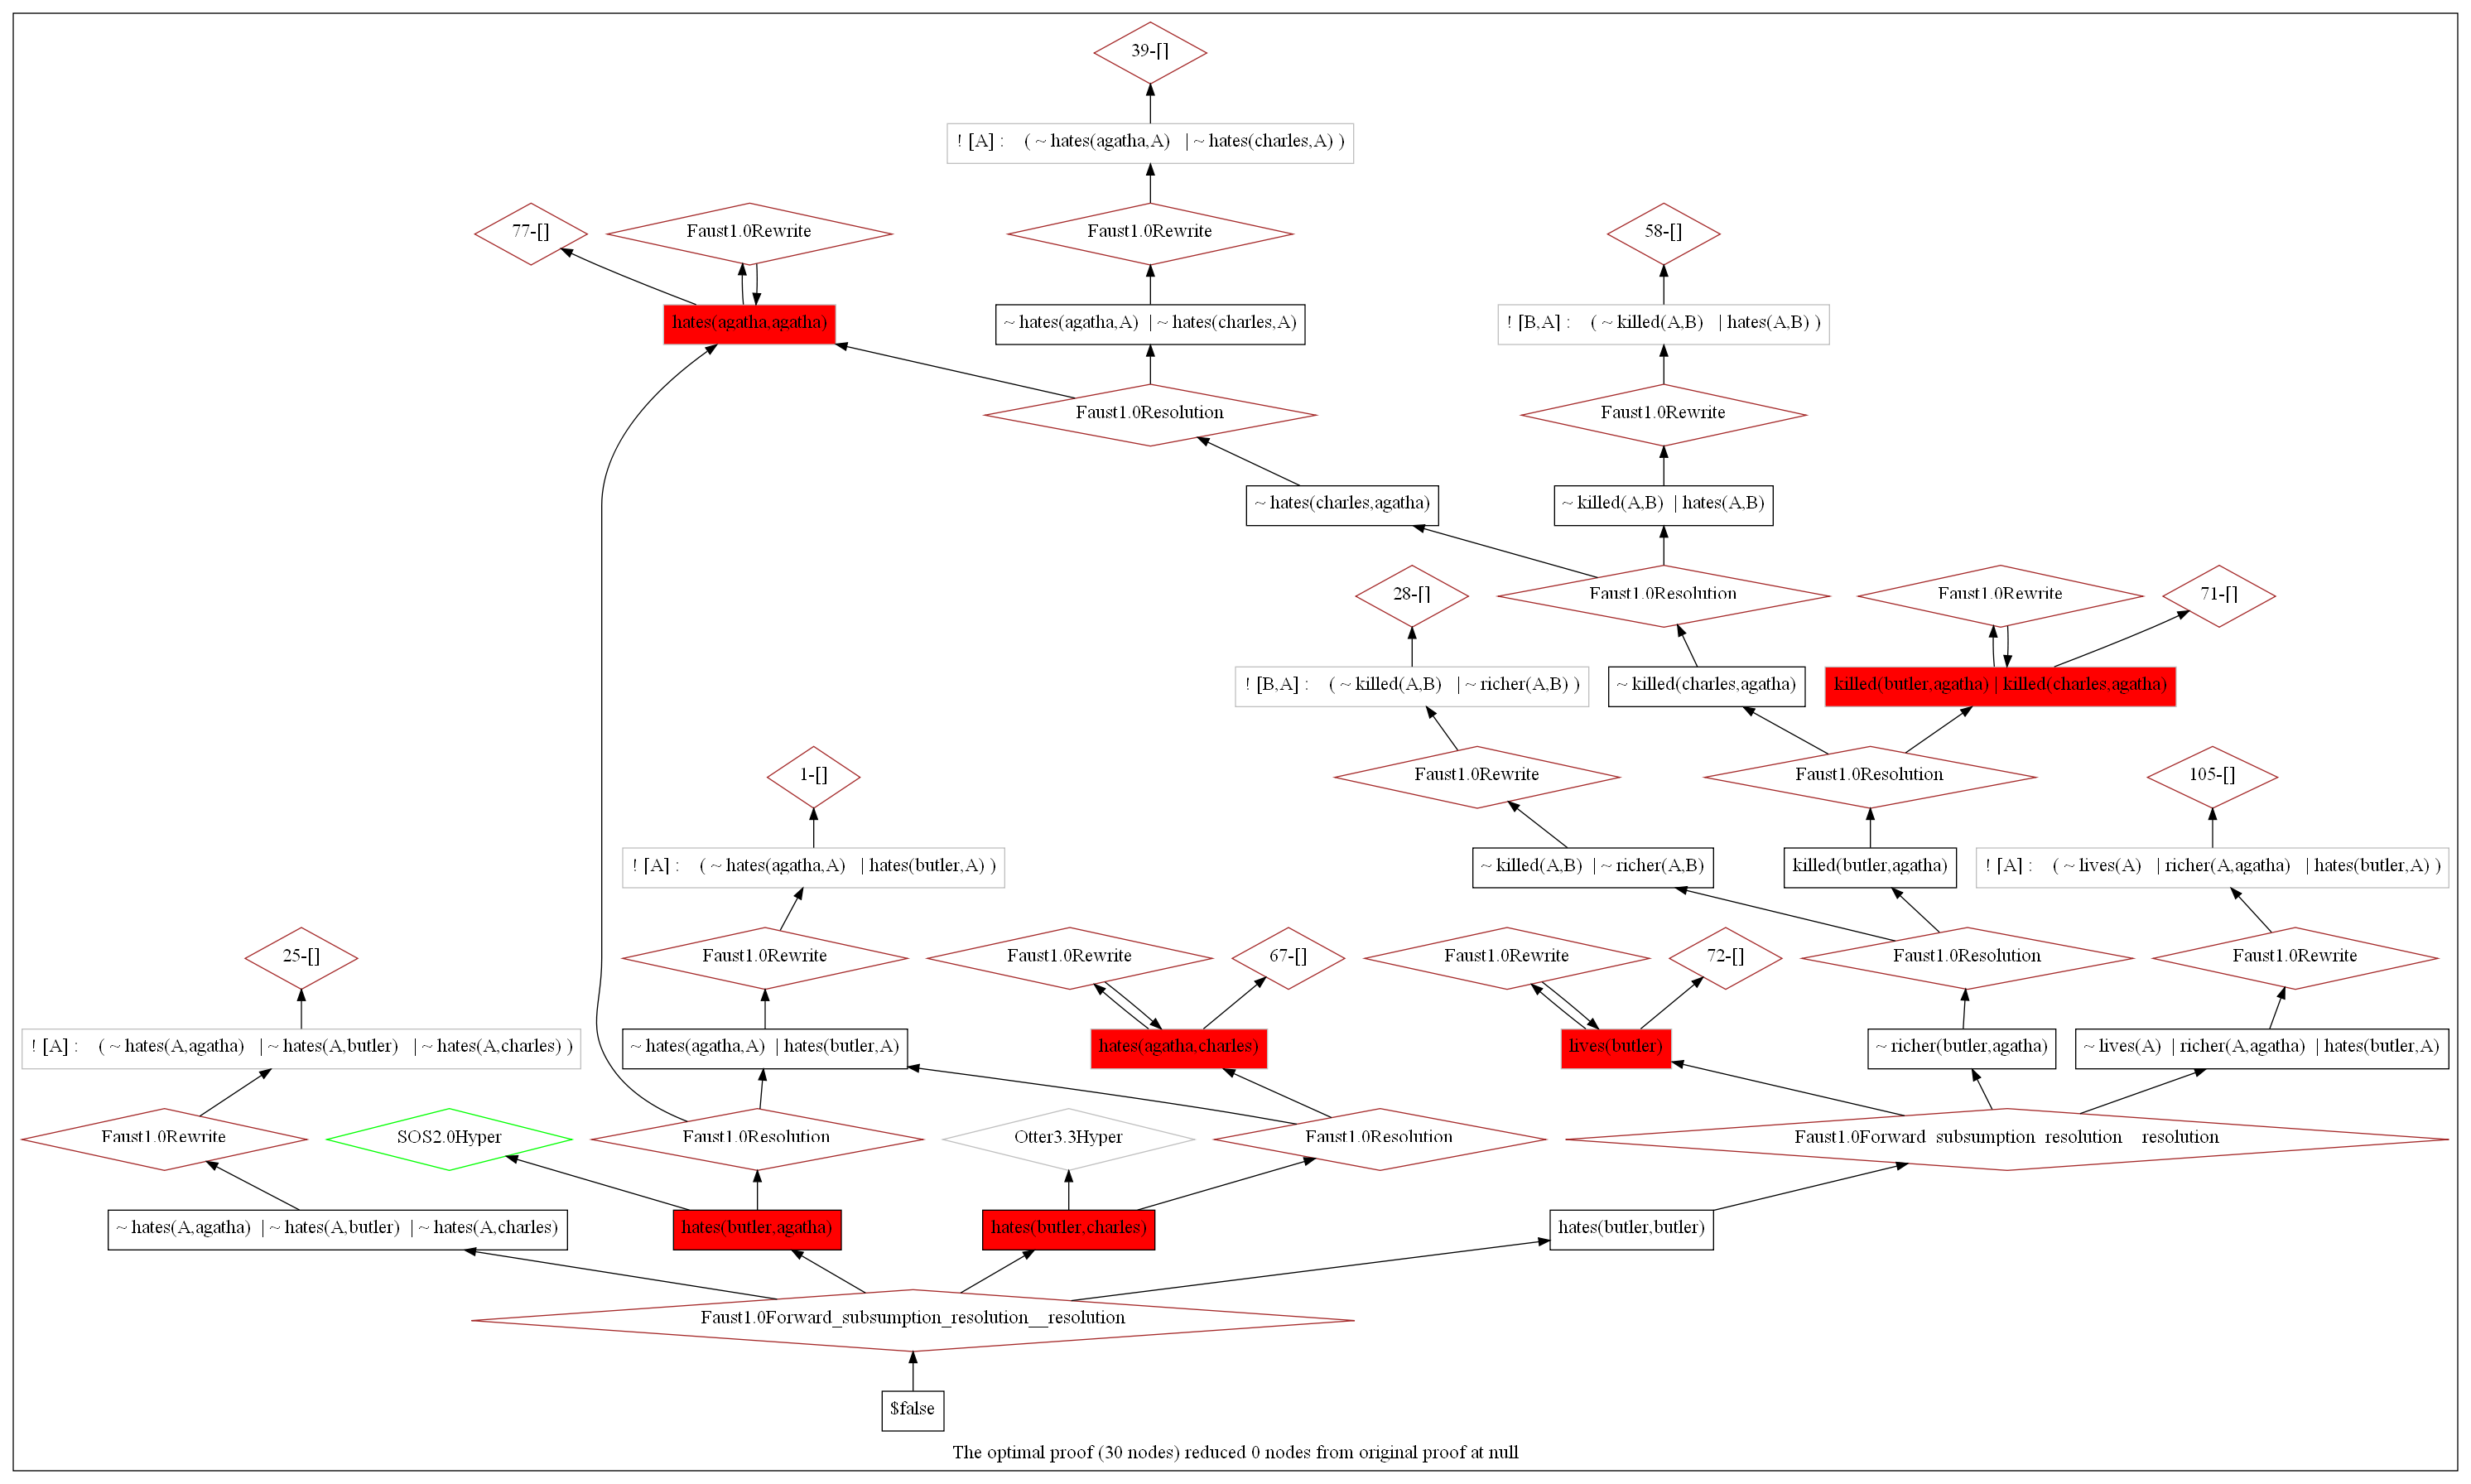 39-[]
! [A] : ( ~ hates(agatha,A) | ~ hates(charles,A) )
77-[]
Faust1.0Rewrite
Faust1.0Rewrite
58-[]
hates(agatha,agatha)
~ hates(agatha,A) | ~ hates(charles,A)
! [B,A] : ( ~ killed(A,B) | hates(A,B) )
Faust1.0Resolution
Faust1.0Rewrite
~ hates(charles,agatha)
~ killed(A,B) | hates(A,B)
28-[]
Faust1.0Resolution
Faust1.0Rewrite
71-[]
! [B,A] : ( ~ killed(A,B) | ~ richer(A,B) )
~ killed(charles,agatha)
killed(butler,agatha) | killed(charles,agatha)
1-[]
Faust1.0Rewrite
Faust1.0Resolution
105-[]
! [A] : ( ~ hates(agatha,A) | hates(butler,A) )
~ killed(A,B) | ~ richer(A,B)
killed(butler,agatha)
! [A] : ( ~ lives(A) | richer(A,agatha) | hates(butler,A) )
25-[]
Faust1.0Rewrite
Faust1.0Rewrite
67-[]
Faust1.0Rewrite
72-[]
Faust1.0Resolution
Faust1.0Rewrite
! [A] : ( ~ hates(A,agatha) | ~ hates(A,butler) | ~ hates(A,charles) )
~ hates(agatha,A) | hates(butler,A)
hates(agatha,charles)
lives(butler)
~ richer(butler,agatha)
~ lives(A) | richer(A,agatha) | hates(butler,A)
Faust1.0Rewrite
SOS2.0Hyper
Faust1.0Resolution
Otter3.3Hyper
Faust1.0Resolution
Faust1.0Forward_subsumption_resolution__resolution
~ hates(A,agatha) | ~ hates(A,butler) | ~ hates(A,charles)
hates(butler,agatha)
hates(butler,charles)
hates(butler,butler)
Faust1.0Forward_subsumption_resolution__resolution
$false
The optimal proof (30 nodes) reduced 0 nodes from original proof at null